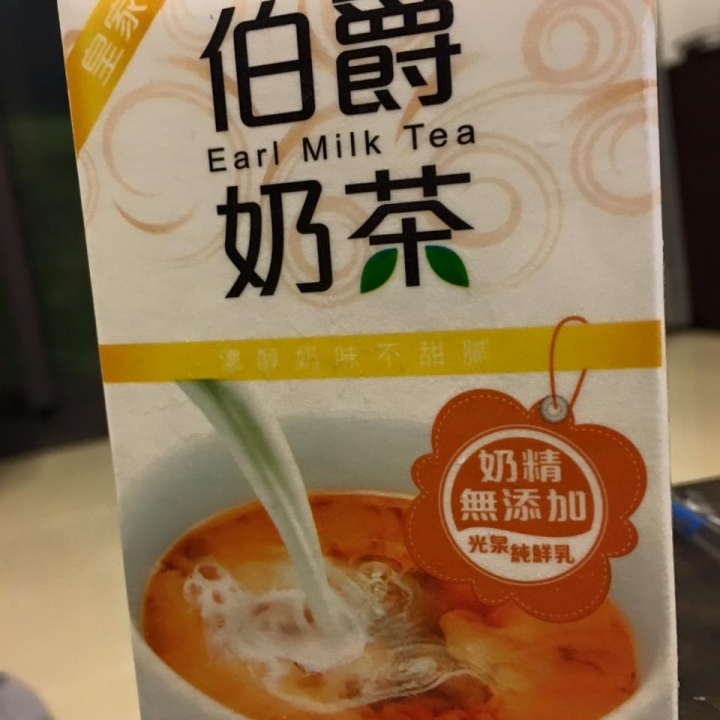 皇家
伯爵
Earl Milk Tea
奶茶
濃醇奶味不甜膩
奶精
無添加
光泉純鮮乳